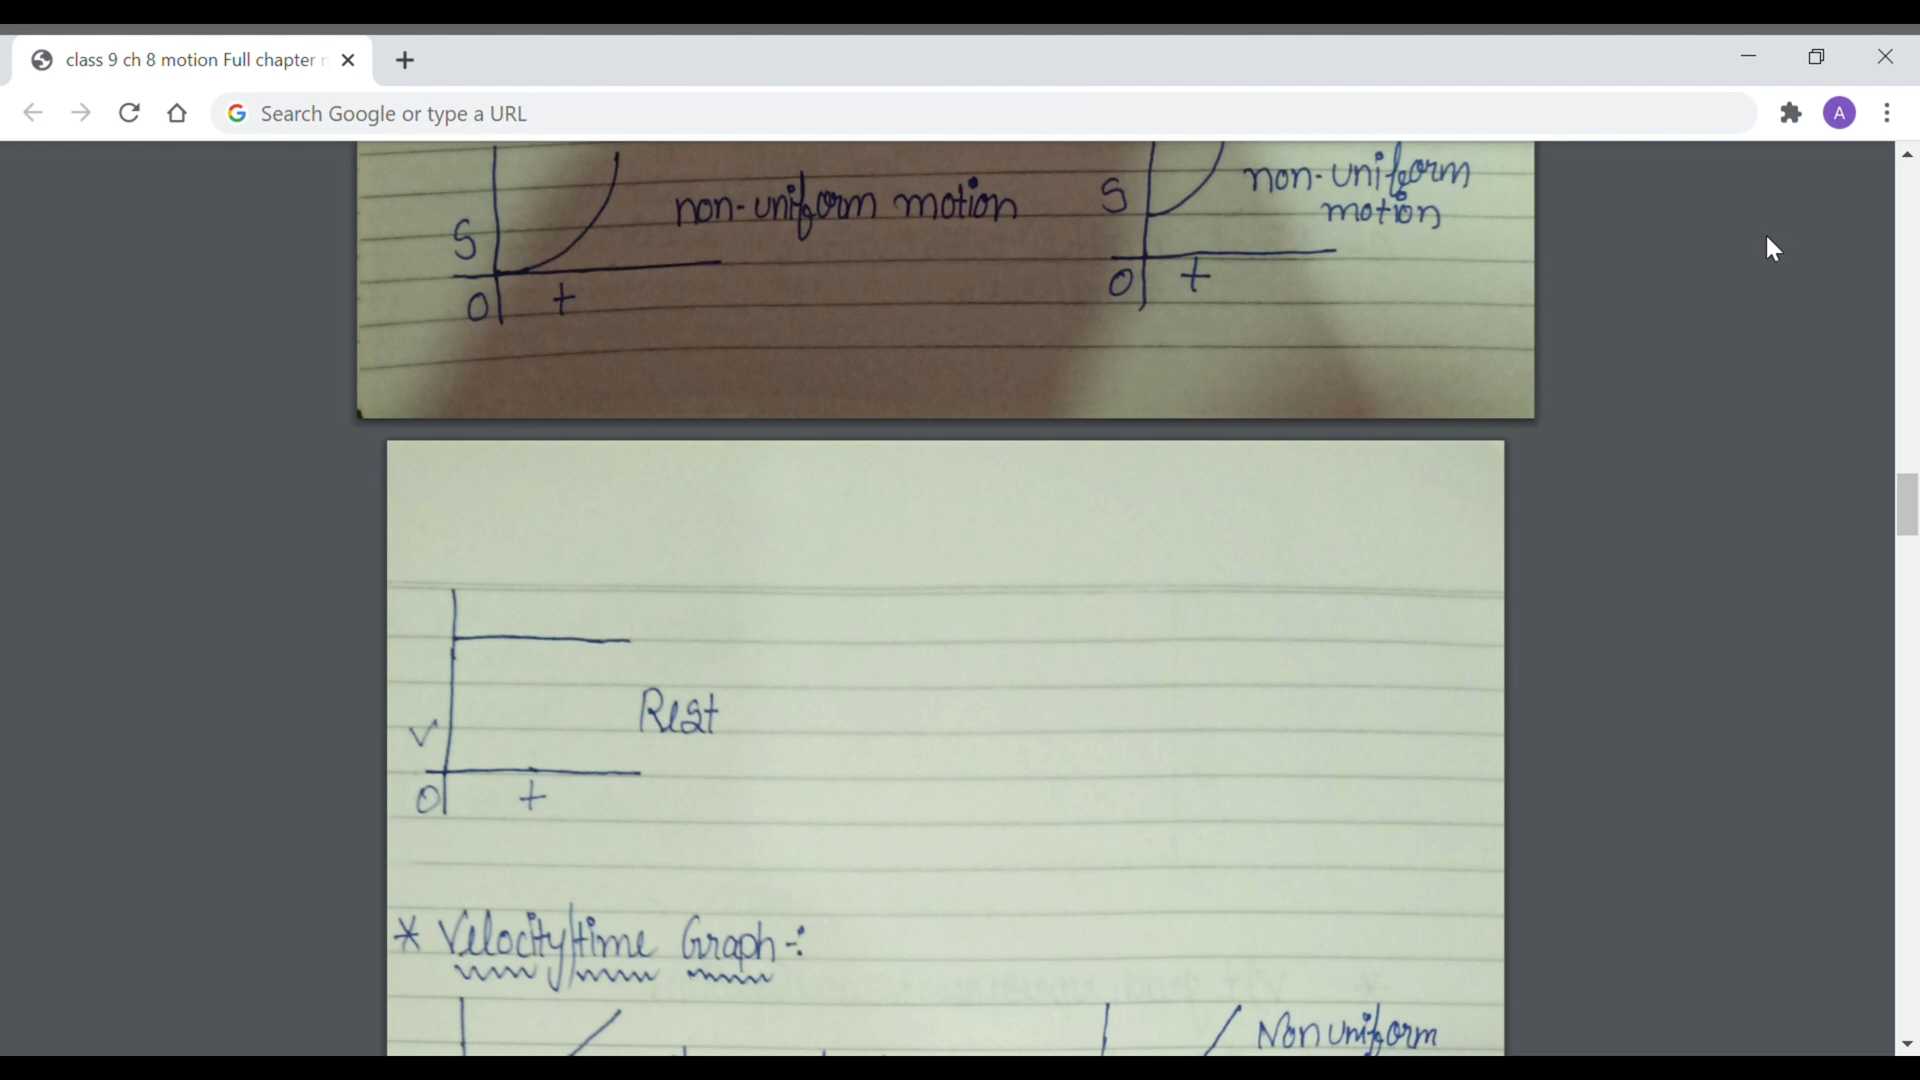 class 9 ch 8 motion Full chapter
Search Google or type a URL
A
S
non-uniform motion
O
t
S
non-uniform
motion
O
t
V
Rest
O
t
* Velocity/time Graph -:
Non uniform